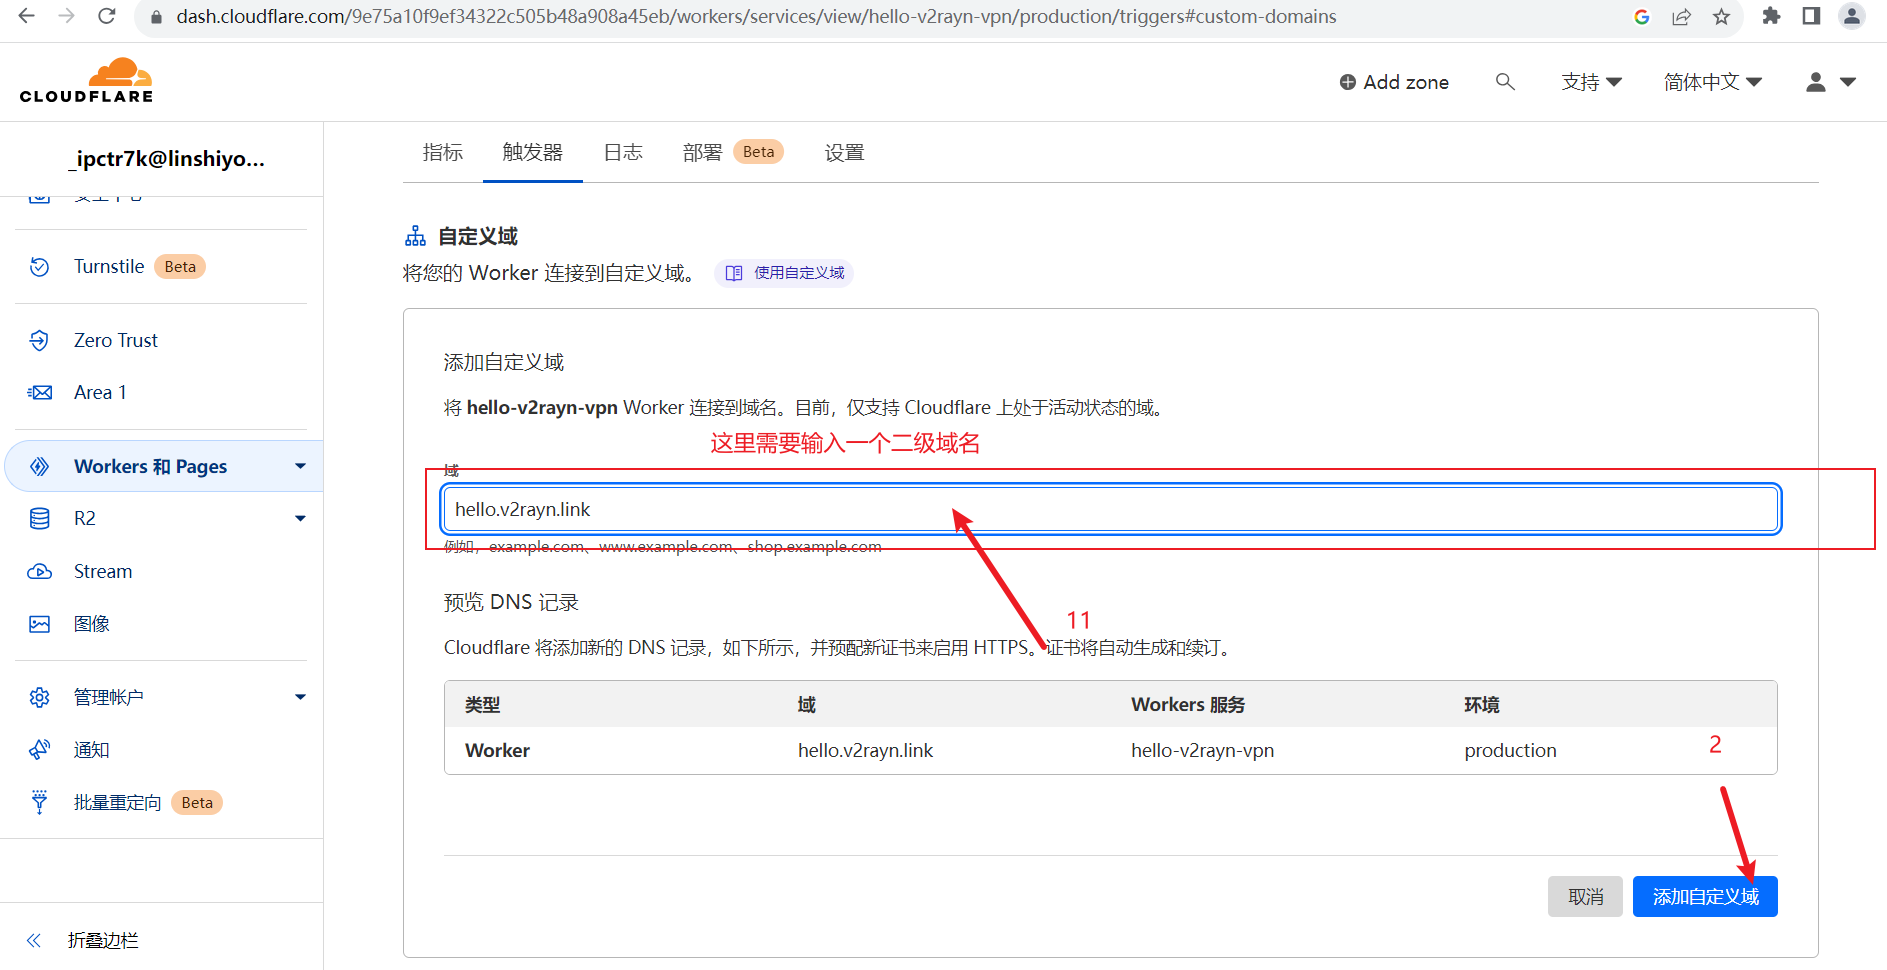 dash.cloudflare.com/9e75a10f9ef34322c505b48a908a45eb/workers/services/view/hello-v2rayn-vpn/production/triggers#custom-domains
CLOUDFLARE
Add zone
支持
简体中文
_ipctr7k@linshiyo...
安全中心
Turnstile Beta
Zero Trust
Area 1
Workers 和 Pages
R2
Stream
图像
管理帐户
通知
批量重定向 Beta
折叠边栏
指标 触发器 日志 部署 Beta 设置
自定义域
将您的 Worker 连接到自定义域。 使用自定义域
添加自定义域
将 hello-v2rayn-vpn Worker 连接到域名。目前，仅支持 Cloudflare 上处于活动状态的域。
这里需要输入一个二级域名
域
hello.v2rayn.link
例如，example.com、www.example.com、shop.example.com
预览 DNS 记录
11
Cloudflare 将添加新的 DNS 记录，如下所示，并预配新证书来启用 HTTPS。证书将自动生成和续订。
类型 域 Workers 服务 环境
Worker hello.v2rayn.link hello-v2rayn-vpn production
2
取消 添加自定义域